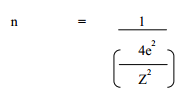 n = 1
4e²
( )
Z²